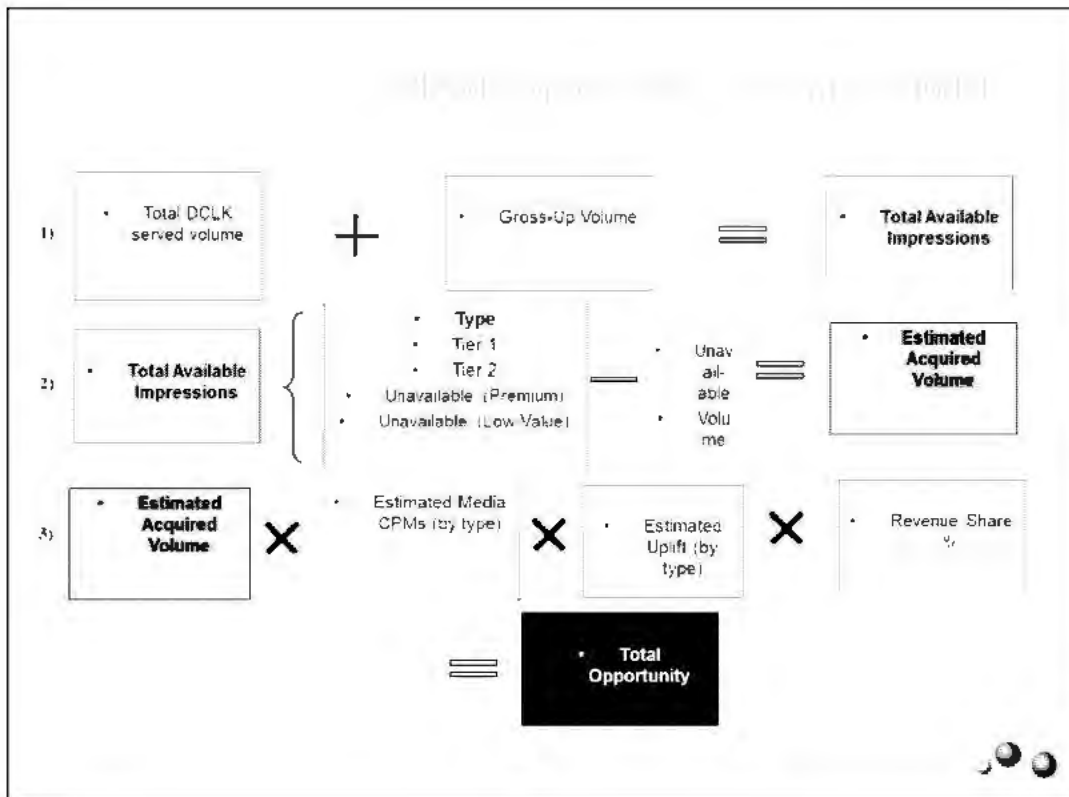 1)
• Total DCLK
served volume
+
• Gross-Up Volume
=
• Total Available
Impressions
2)
• Total Available
Impressions
{
• Type
• Tier 1
• Tier 2
• Unavailable (Premium)
• Unavailable (Low Value)
−
• Unav
ail-
able
• Volu
me
=
• Estimated
Acquired
Volume
3)
• Estimated
Acquired
Volume
×
• Estimated Media
CPMs (by type)
×
• Estimated
Uplift (by
type)
×
• Revenue Share
%
=
• Total
Opportunity